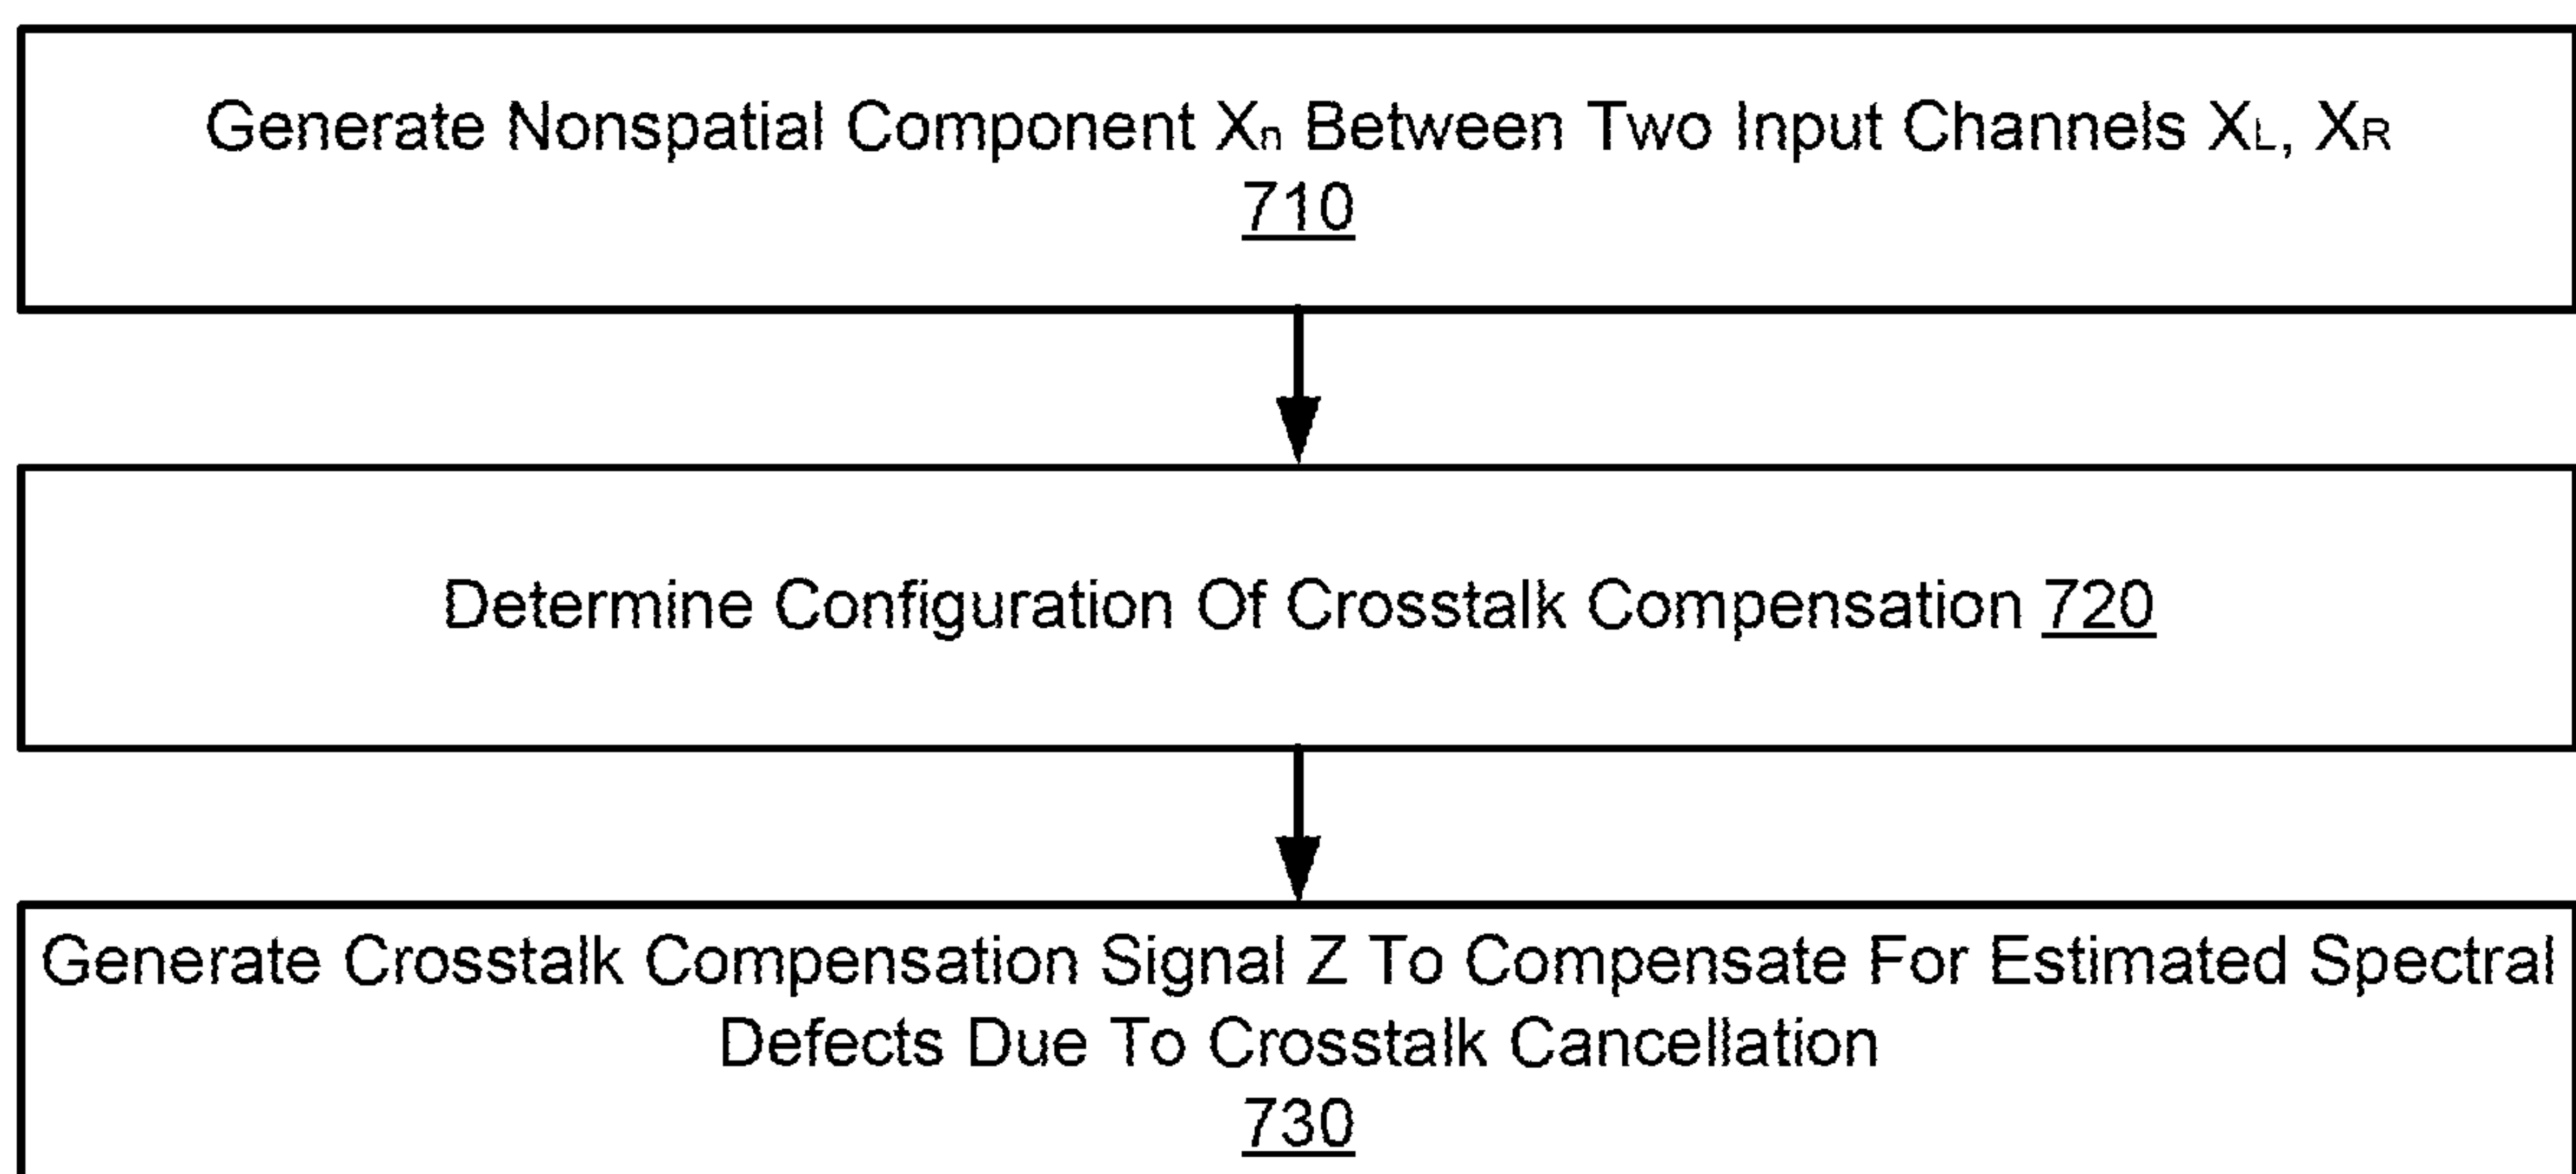 Generate Nonspatial Component Xn Between Two Input Channels XL, XR
710
Determine Configuration Of Crosstalk Compensation 720
Generate Crosstalk Compensation Signal Z To Compensate For Estimated Spectral
Defects Due To Crosstalk Cancellation
730